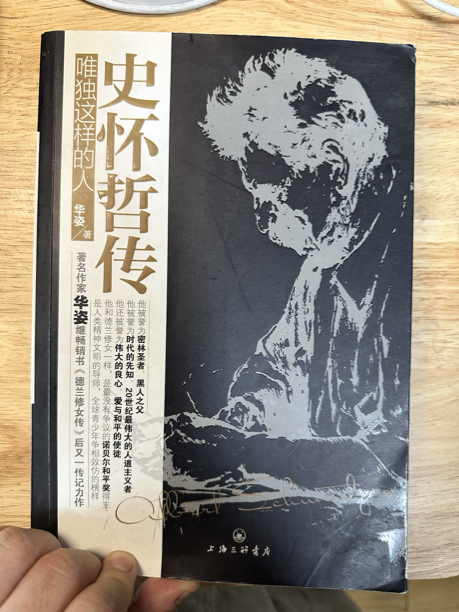 史怀哲传
唯独这样的人
华姿/著
著名作家华姿继畅销书《德兰修女传》后又一传记力作
他被誉为密林圣者、黑人之父
他被誉为时代的先知、20世纪最伟大的人道主义者
他还被誉为伟大的良心、爱与和平的使徒
他和德兰修女一样，是最没有争议的诺贝尔和平奖得主
是人类精神文明的导师，全球青少年争相效仿的榜样
上海三联书店